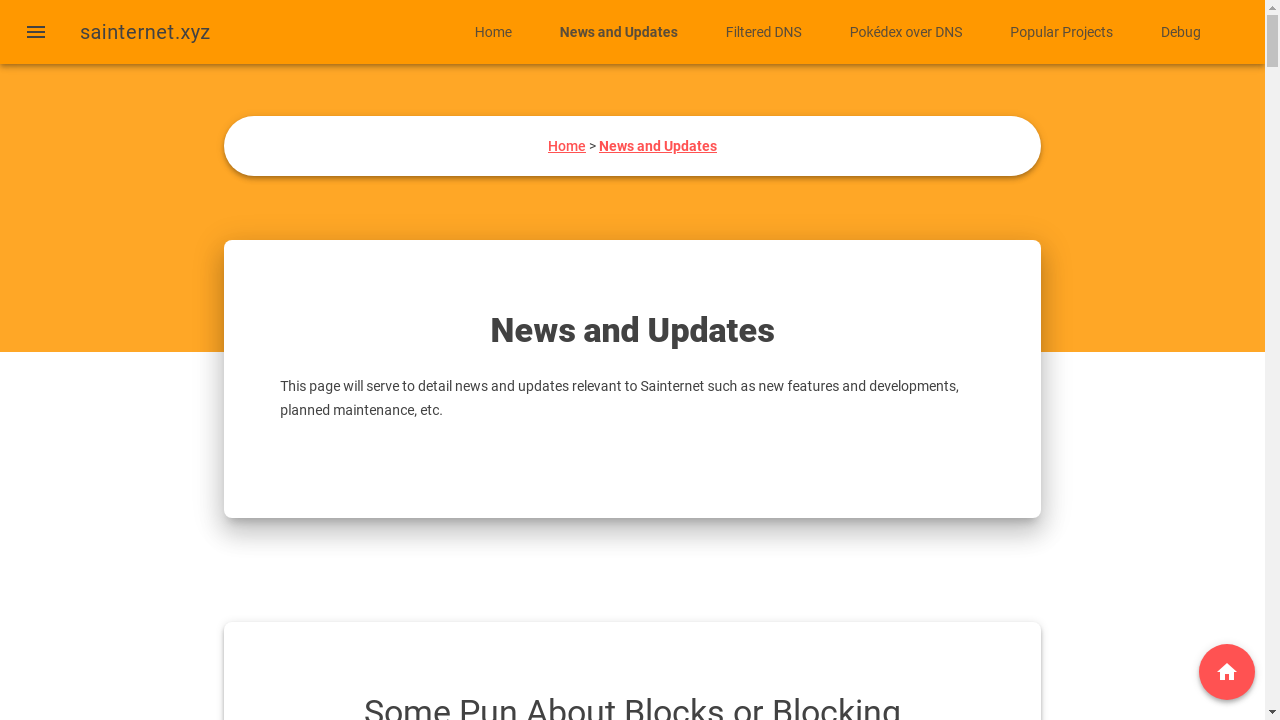 sainternet.xyz
Home
News and Updates
Filtered DNS
Pokédex over DNS
Popular Projects
Debug
Home > News and Updates
News and Updates
This page will serve to detail news and updates relevant to Sainternet such as new features and developments,
planned maintenance, etc.
Some Pun About Blocks or Blocking